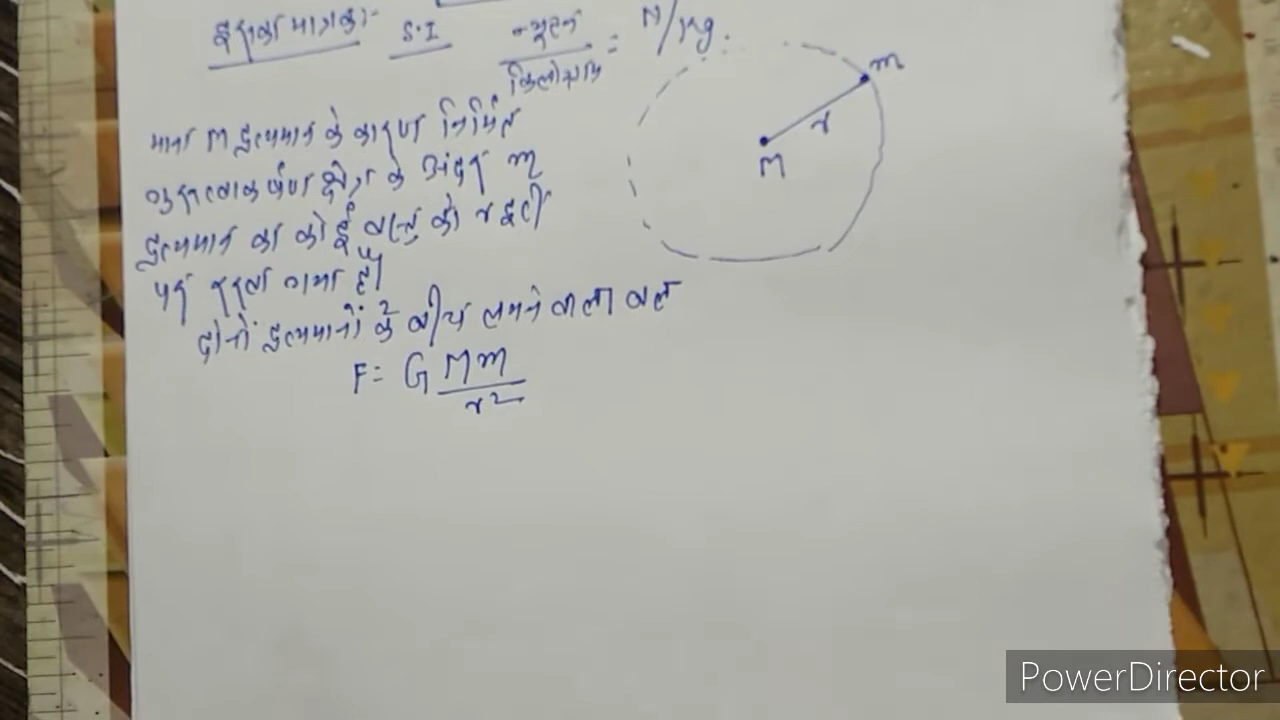 इसका मात्रक:- S.I न्यूटन / किलोग्राम = N/Kg.
माना M द्रव्यमान के कारण निर्मित
गुरुत्वाकर्षण क्षेत्र के अंदर m
द्रव्यमान का कोई वस्तु को r दूरी
पर रखा गया है।
दोनों द्रव्यमानों के बीच लगने वाला बल
F = G Mm / r²
m
r
M
PowerDirector